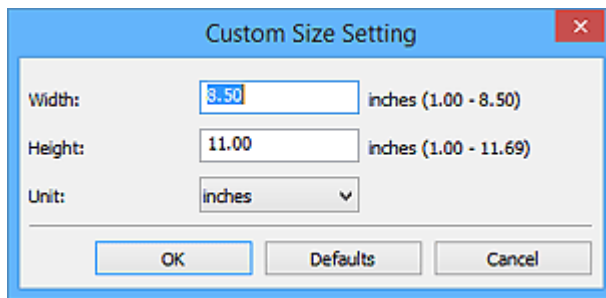 Custom Size Setting
Width: 8.50 inches (1.00 - 8.50)
Height: 11.00 inches (1.00 - 11.69)
Unit: inches
OK Defaults Cancel